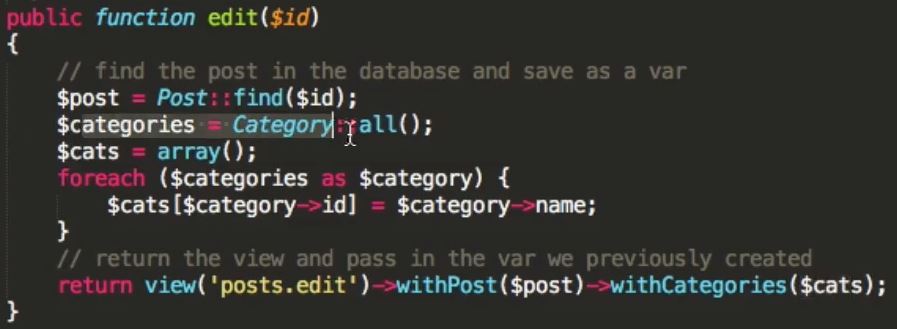 public function edit($id)
{
    // find the post in the database and save as a var
    $post = Post::find($id);
    $categories = Category::all();
    $cats = array();
    foreach ($categories as $category) {
        $cats[$category->id] = $category->name;
    }
    // return the view and pass in the var we previously created
    return view('posts.edit')->withPost($post)->withCategories($cats);
}